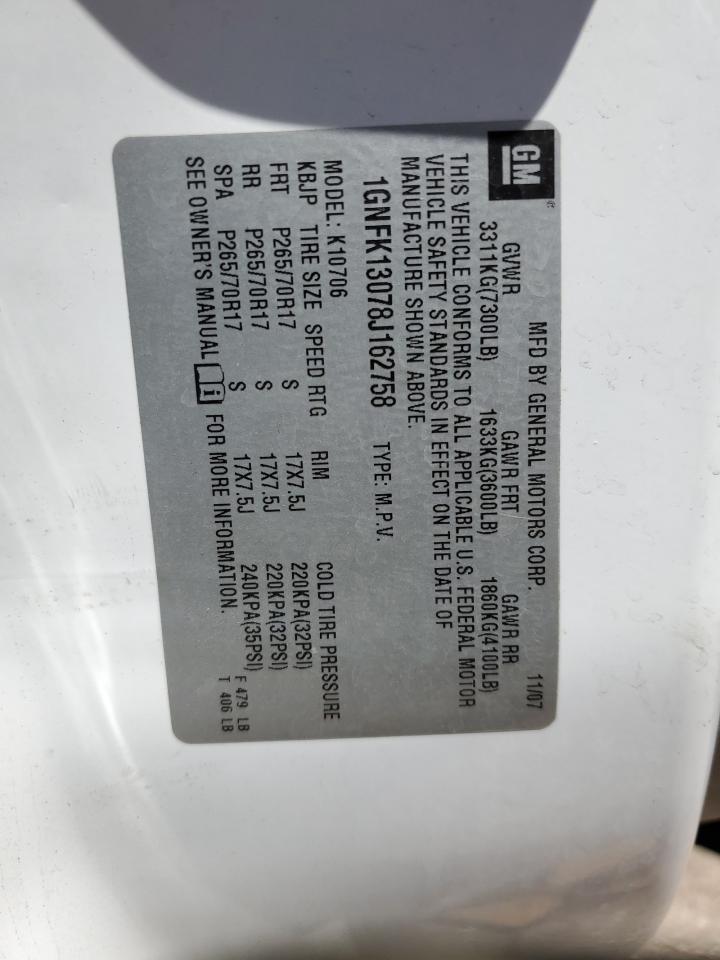 GM
MFD BY GENERAL MOTORS CORP. 11/07
GVWR GAWR FRT GAWR RR
3311KG(7300LB) 1633KG(3600LB) 1860KG(4100LB)
THIS VEHICLE CONFORMS TO ALL APPLICABLE U.S. FEDERAL MOTOR
VEHICLE SAFETY STANDARDS IN EFFECT ON THE DATE OF
MANUFACTURE SHOWN ABOVE.
1GNFK13078J162758 TYPE: M.P.V.
MODEL: K10706
KBJP TIRE SIZE SPEED RTG RIM COLD TIRE PRESSURE
FRT P265/70R17 S 17X7.5J 220KPA(32PSI)
RR P265/70R17 S 17X7.5J 220KPA(32PSI)
SPA P265/70R17 S 17X7.5J 240KPA(35PSI)
SEE OWNER'S MANUAL i FOR MORE INFORMATION.
F 479 LB
T 406 LB